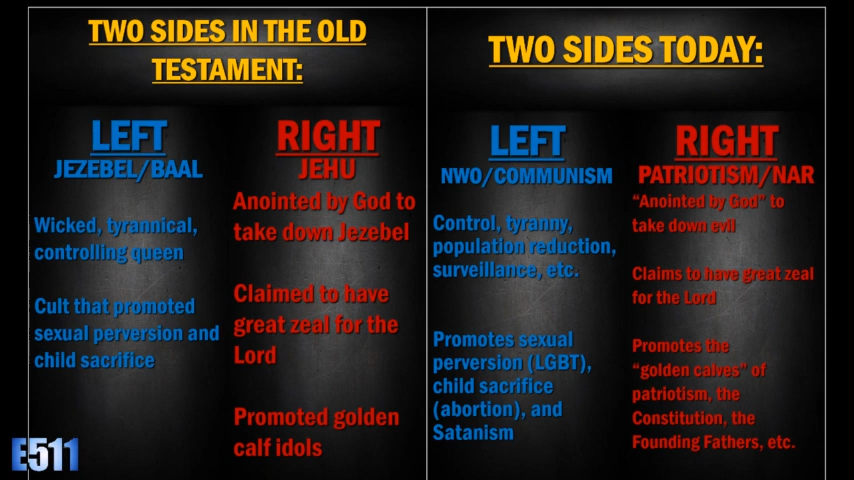 TWO SIDES IN THE OLD
TESTAMENT:
LEFT
JEZEBEL/BAAL
Wicked, tyrannical,
controlling queen
Cult that promoted
sexual perversion and
child sacrifice
RIGHT
JEHU
Anointed by God to
take down Jezebel
Claimed to have
great zeal for the
Lord
Promoted golden
calf idols
TWO SIDES TODAY:
LEFT
NWO/COMMUNISM
Control, tyranny,
population reduction,
surveillance, etc.
Promotes sexual
perversion (LGBT),
child sacrifice
(abortion), and
Satanism
RIGHT
PATRIOTISM/NAR
“Anointed by God” to
take down evil
Claims to have great zeal
for the Lord
Promotes the
“golden calves” of
patriotism, the
Constitution, the
Founding Fathers, etc.
E511